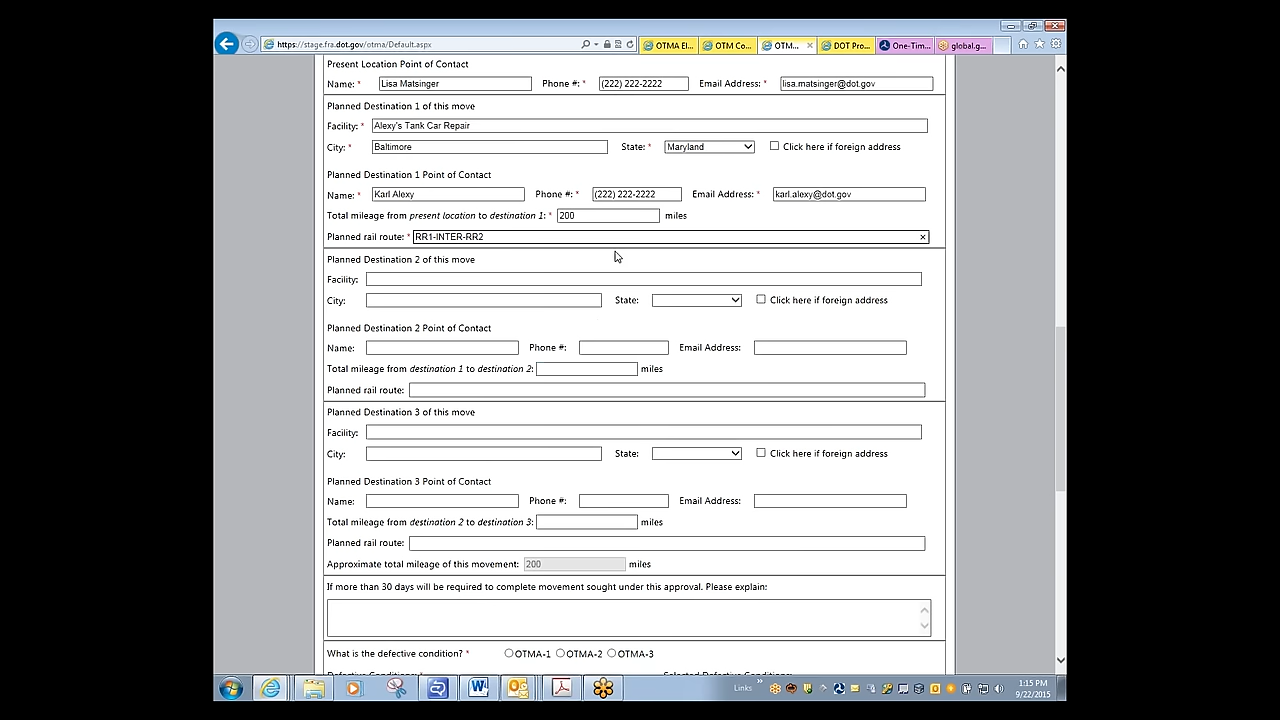 https://stage.fra.dot.gov/otma/Default.aspx
OTMA El...
OTM Co...
OTM...
DOT Pro...
One-Tim...
global.g...
Present Location Point of Contact
Name: * Lisa Matsinger Phone #: * (222) 222-2222 Email Address: * lisa.matsinger@dot.gov
Planned Destination 1 of this move
Facility: * Alexy's Tank Car Repair
City: * Baltimore State: * Maryland Click here if foreign address
Planned Destination 1 Point of Contact
Name: * Karl Alexy Phone #: * (222) 222-2222 Email Address: * karl.alexy@dot.gov
Total mileage from present location to destination 1: * 200 miles
Planned rail route: * RR1-INTER-RR2
Planned Destination 2 of this move
Facility:
City: State: Click here if foreign address
Planned Destination 2 Point of Contact
Name: Phone #: Email Address:
Total mileage from destination 1 to destination 2: miles
Planned rail route:
Planned Destination 3 of this move
Facility:
City: State: Click here if foreign address
Planned Destination 3 Point of Contact
Name: Phone #: Email Address:
Total mileage from destination 2 to destination 3: miles
Planned rail route:
Approximate total mileage of this movement: 200 miles
If more than 30 days will be required to complete movement sought under this approval. Please explain:
What is the defective condition? * OTMA-1 OTMA-2 OTMA-3
Links
1:15 PM
9/22/2015